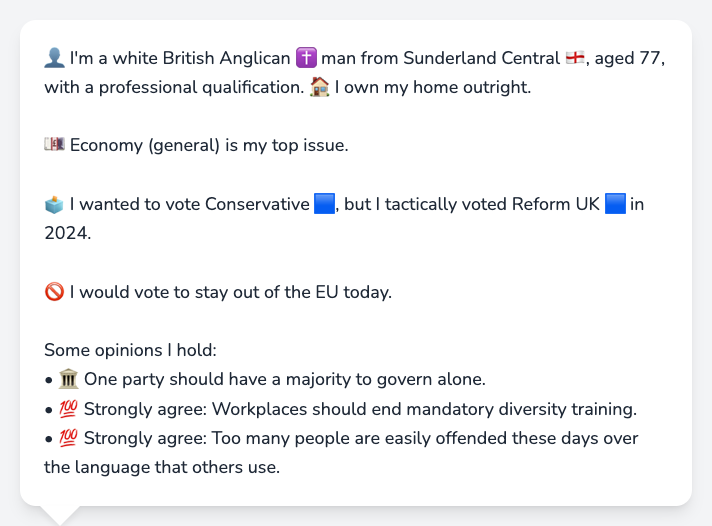 👤 I'm a white British Anglican ✝️ man from Sunderland Central 🏴󠁧󠁢󠁥󠁮󠁧󠁿, aged 77,
with a professional qualification. 🏠 I own my home outright.
💷 Economy (general) is my top issue.
🗳️ I wanted to vote Conservative 🟦, but I tactically voted Reform UK 🟦 in
2024.
🚫 I would vote to stay out of the EU today.
Some opinions I hold:
• 🏛️ One party should have a majority to govern alone.
• 💯 Strongly agree: Workplaces should end mandatory diversity training.
• 💯 Strongly agree: Too many people are easily offended these days over
the language that others use.